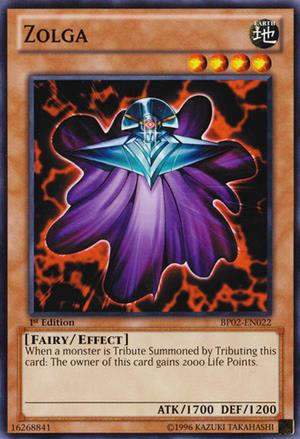 ZOLGA
EARTH
地
1st Edition
BP02-EN022
[FAIRY/EFFECT]
When a monster is Tribute Summoned by Tributing this
card: The owner of this card gains 2000 Life Points.
ATK/1700 DEF/1200
16268841
©1996 KAZUKI TAKAHASHI